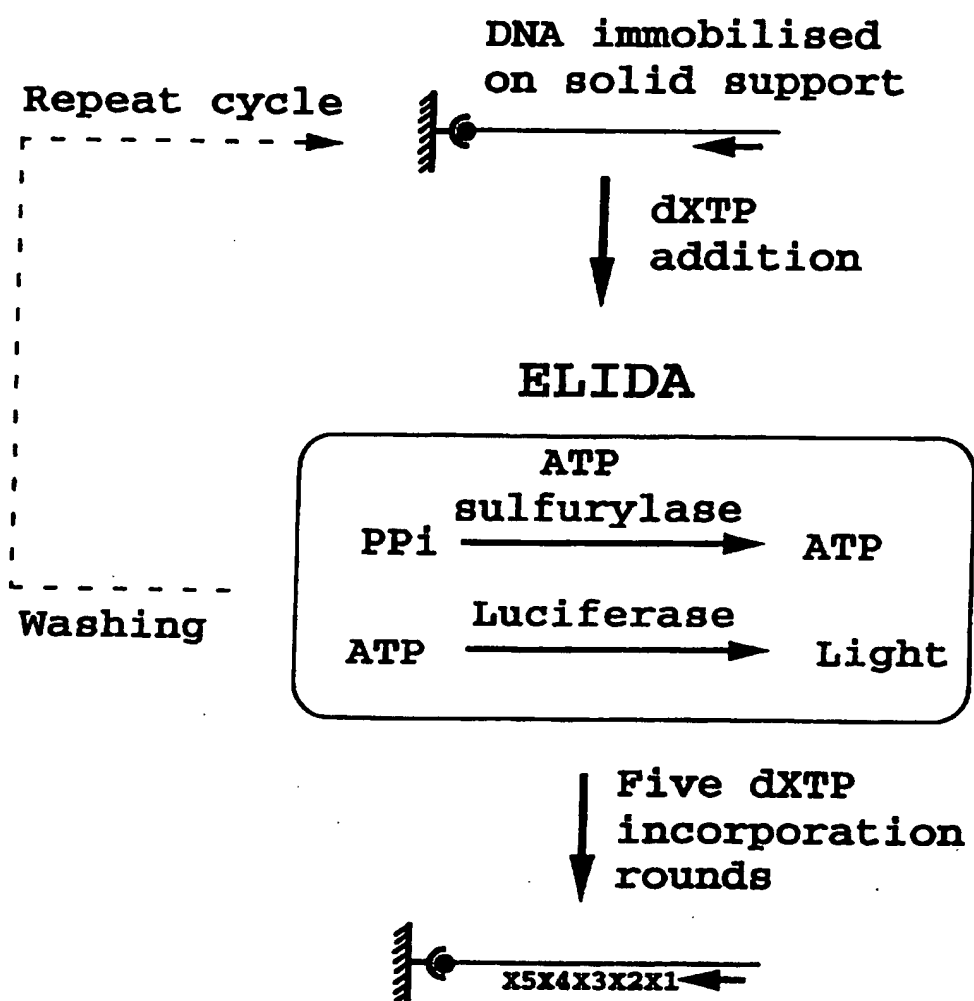 DNA immobilised
on solid support
Repeat cycle
dXTP
addition
ELIDA
ATP
sulfurylase
PPi
ATP
Washing
Luciferase
ATP
Light
Five dXTP
incorporation
rounds
X5X4X3X2X1